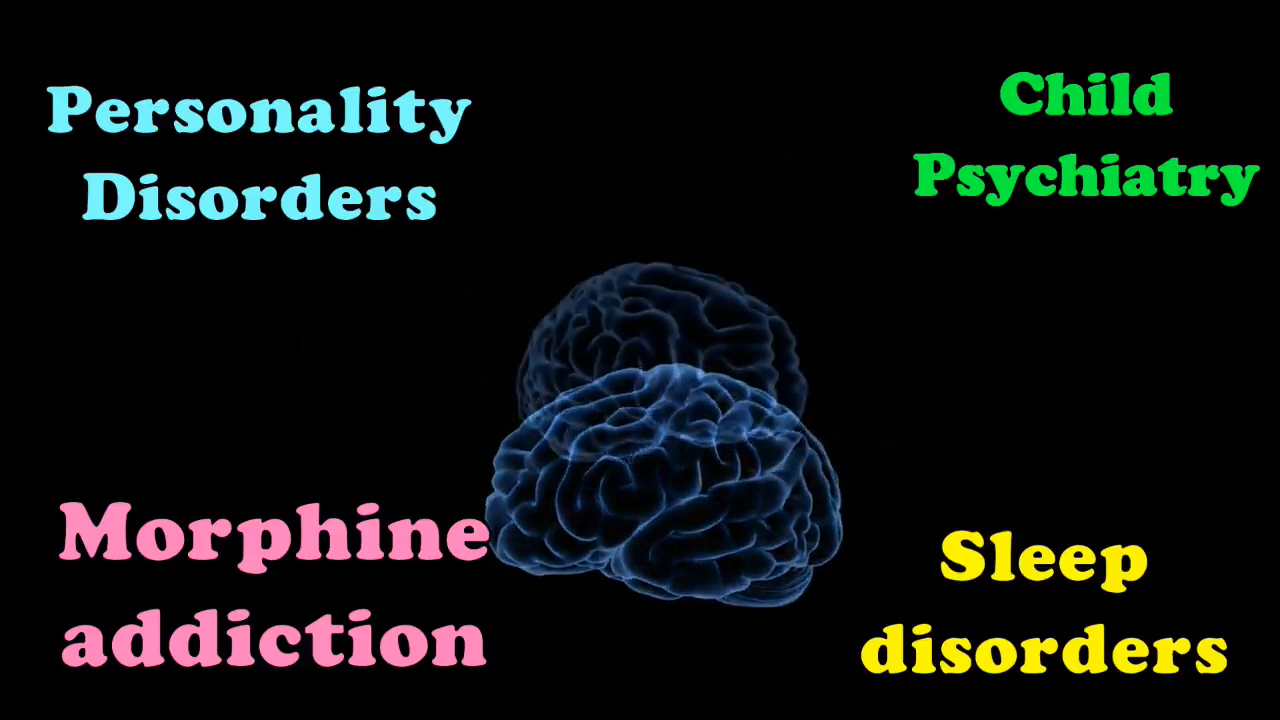 Personality
Disorders
Child
Psychiatry
Morphine
addiction
Sleep
disorders